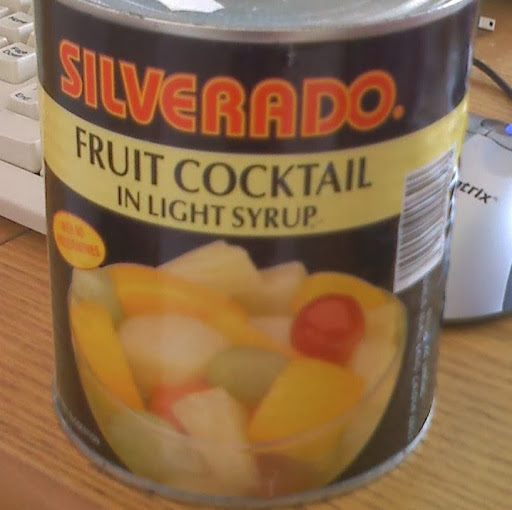 SILVERADO.
FRUIT COCKTAIL
IN LIGHT SYRUP